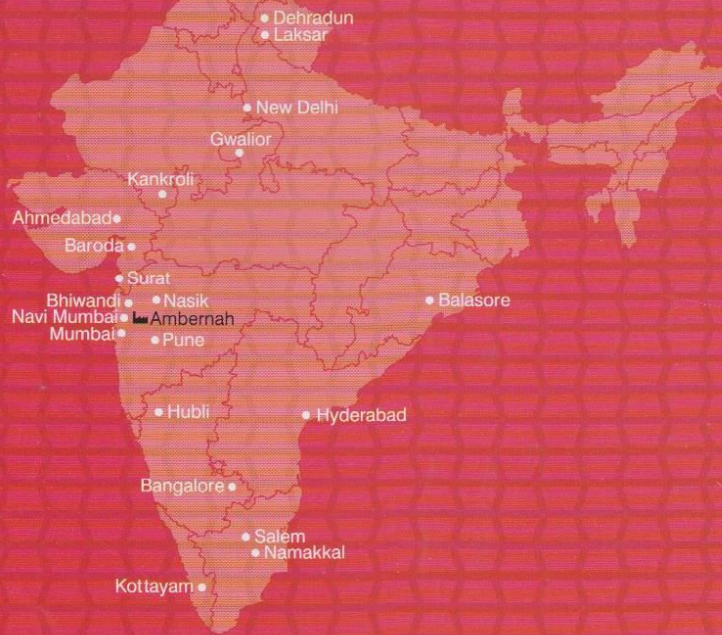 Dehradun
Laksar
New Delhi
Gwalior
Kankroli
Ahmedabad
Baroda
Surat
Bhiwandi
Nasik
Navi Mumbai
Ambernah
Mumbai
Pune
Balasore
Hubli
Hyderabad
Bangalore
Salem
Namakkal
Kottayam